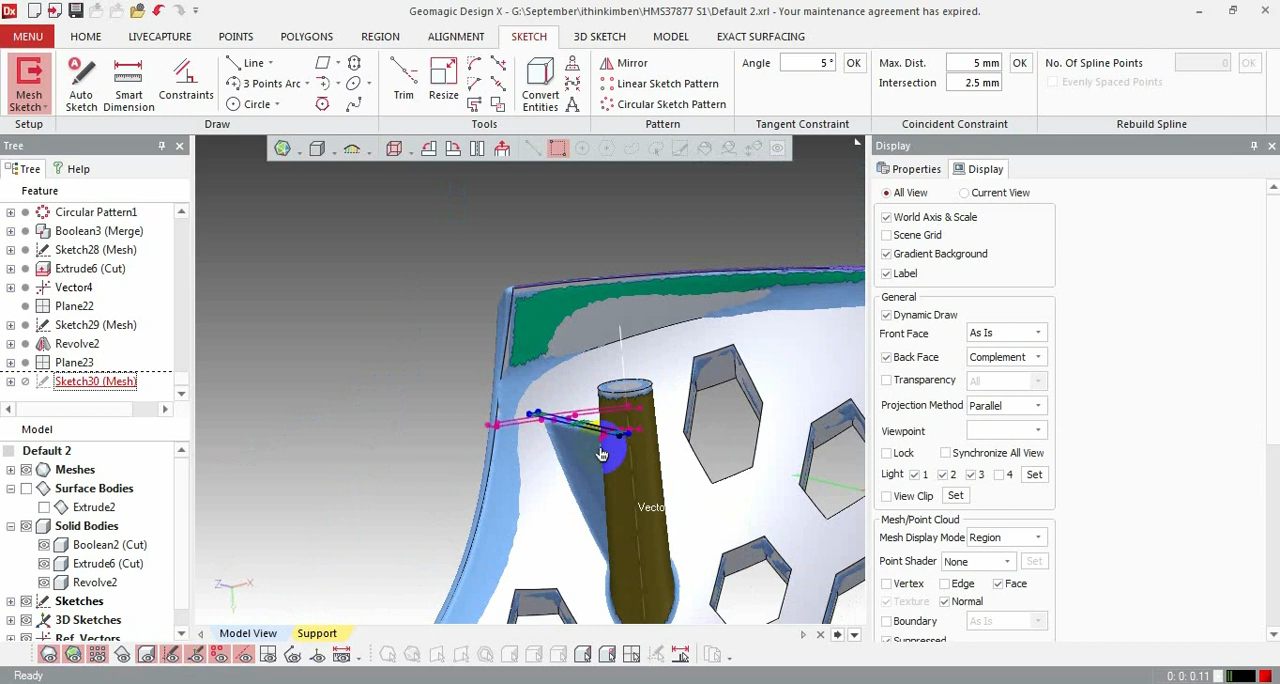 Geomagic Design X - G:\September\ithinkimben\HMS37877 S1\Default 2.xrl - Your maintenance agreement has expired.
MENU HOME LIVECAPTURE POINTS POLYGONS REGION ALIGNMENT SKETCH 3D SKETCH MODEL EXACT SURFACING
Mesh Sketch
Setup
Auto Sketch
Smart Dimension
Constraints
Line
3 Points Arc
Circle
Draw
Trim
Resize
Convert Entities
Tools
Mirror
Linear Sketch Pattern
Circular Sketch Pattern
Pattern
Angle 5 ° OK
Tangent Constraint
Max. Dist. 5 mm OK
Intersection 2.5 mm
Coincident Constraint
No. Of Spline Points 0 OK
Evenly Spaced Points
Rebuild Spline
Tree
Tree Help
Feature
Circular Pattern1
Boolean3 (Merge)
Sketch28 (Mesh)
Extrude6 (Cut)
Vector4
Plane22
Sketch29 (Mesh)
Revolve2
Plane23
Sketch30 (Mesh)
Model
Default 2
Meshes
Surface Bodies
Extrude2
Solid Bodies
Boolean2 (Cut)
Extrude6 (Cut)
Revolve2
Sketches
3D Sketches
Ref. Vectors
Vecto
Z X
Y
Model View Support
Display
Properties Display
All View Current View
World Axis & Scale
Scene Grid
Gradient Background
Label
General
Dynamic Draw
Front Face As Is
Back Face Complement
Transparency All
Projection Method Parallel
Viewpoint
Lock Synchronize All View
Light 1 2 3 4 Set
View Clip Set
Mesh/Point Cloud
Mesh Display Mode Region
Point Shader None Set
Vertex Edge Face
Texture Normal
Boundary As Is
Suppressed
Ready
0: 0: 0.11